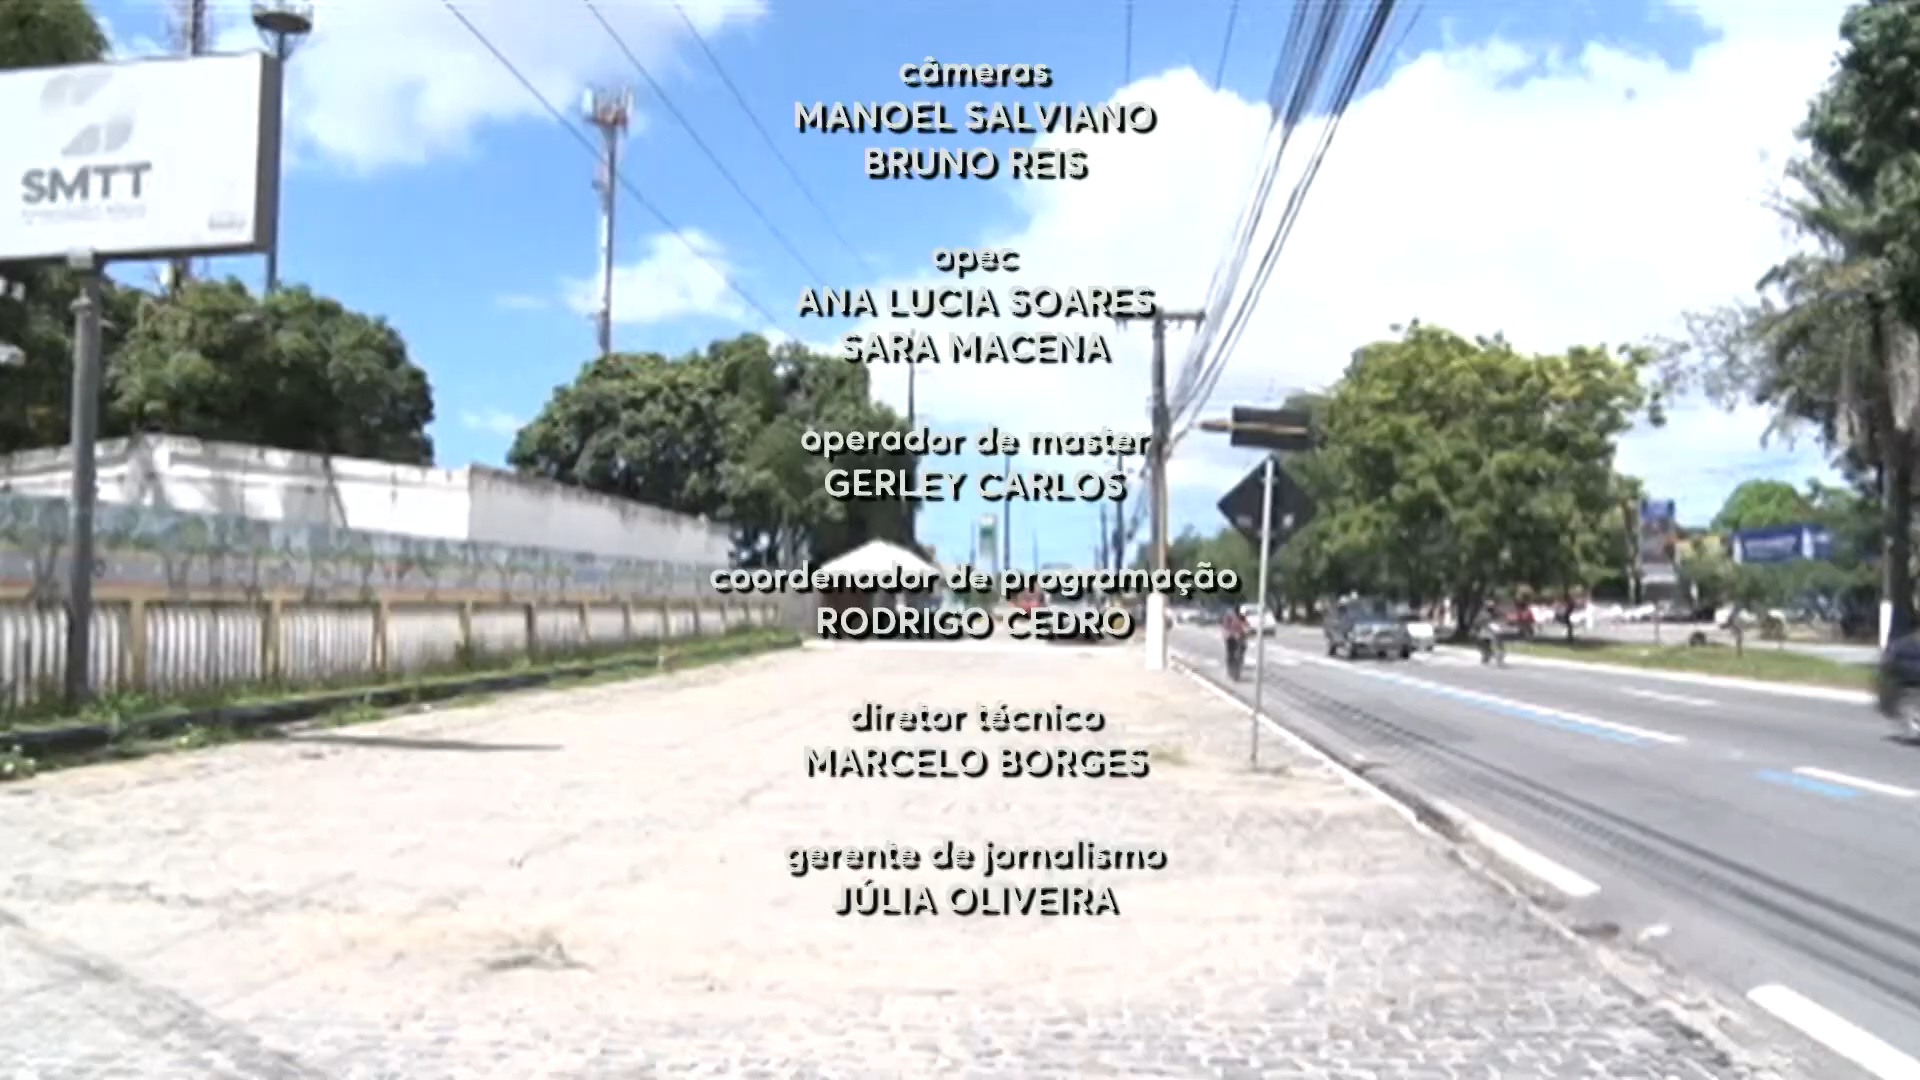 SMTT
câmeras
MANOEL SALVIANO
BRUNO REIS
opec
ANA LUCIA SOARES
SARA MACENA
operador de master
GERLEY CARLOS
coordenador de programação
RODRIGO CEDRO
diretor técnico
MARCELO BORGES
gerente de jornalismo
JÚLIA OLIVEIRA